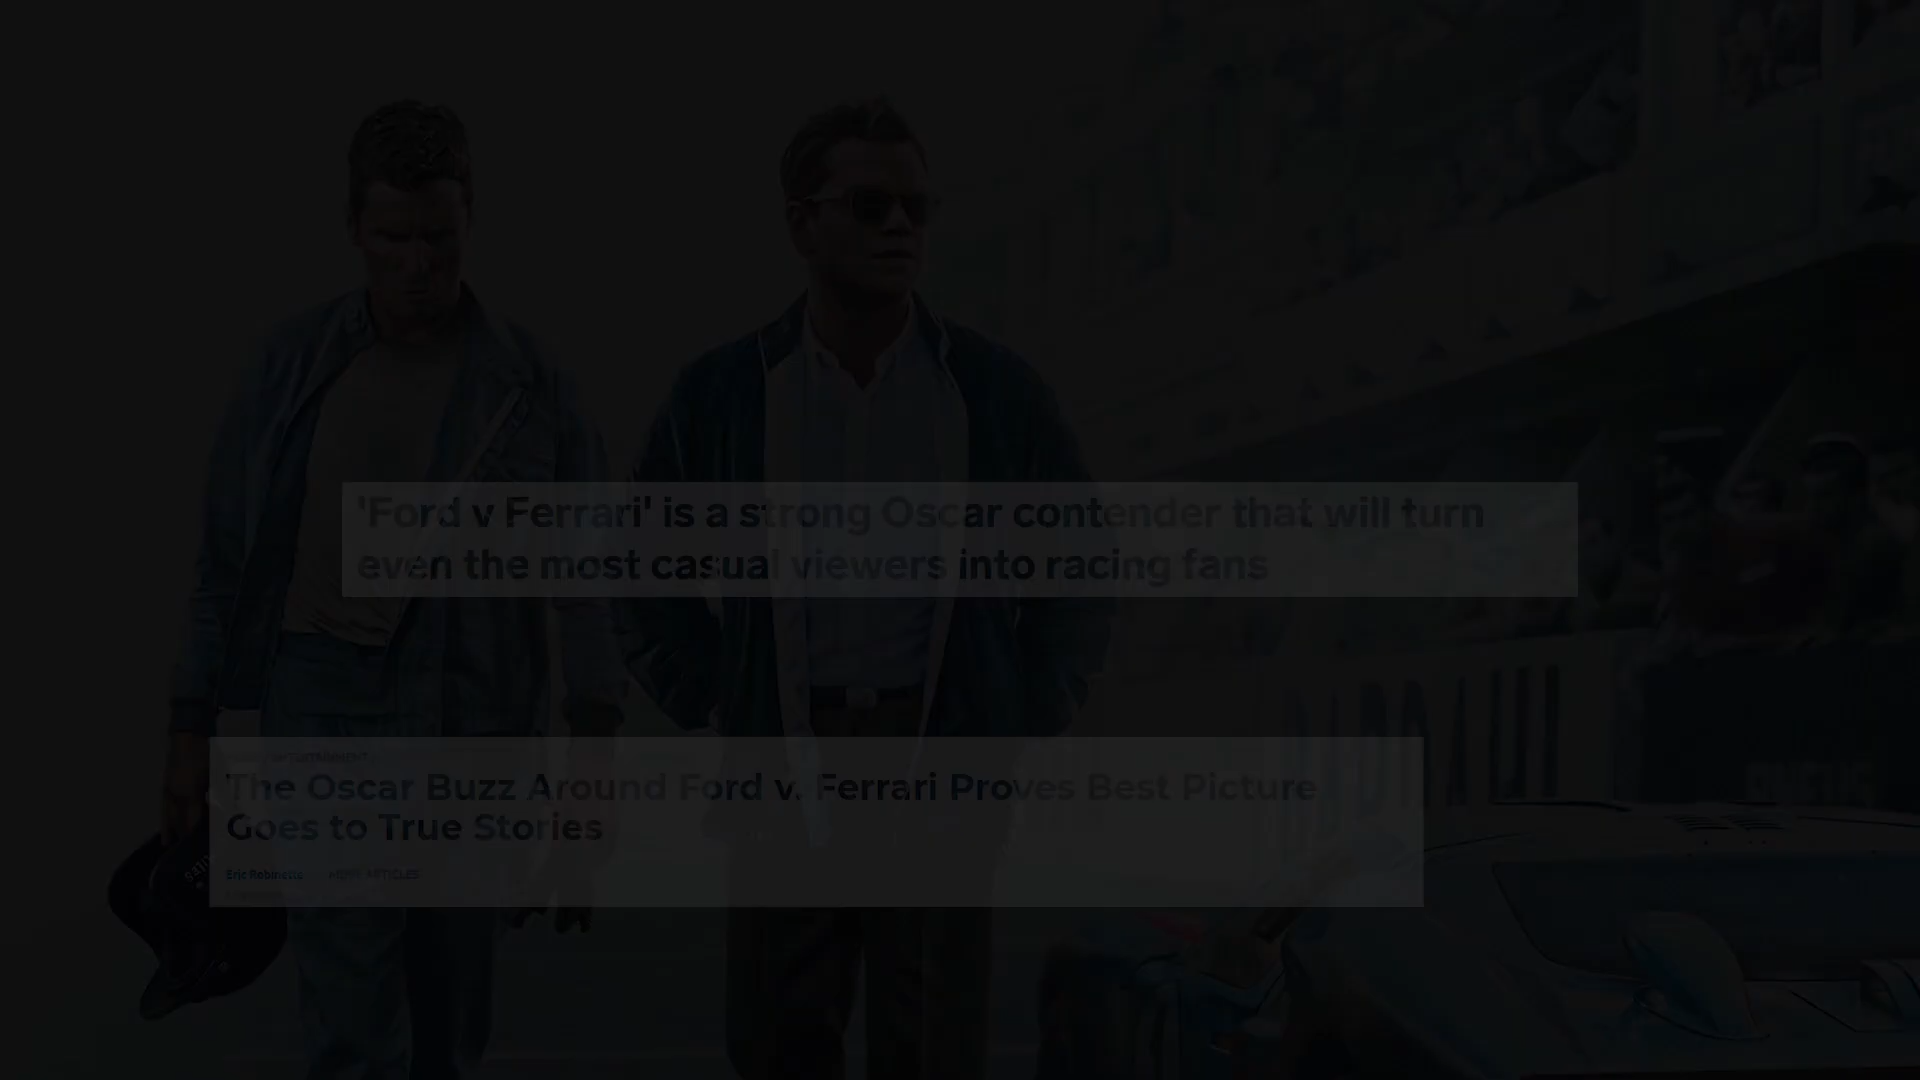 'Ford v Ferrari' is a strong Oscar contender that will turn
even the most casual viewers into racing fans
ENTERTAINMENT
The Oscar Buzz Around Ford v. Ferrari Proves Best Picture
Goes to True Stories
Eric Robinette MORE ARTICLES